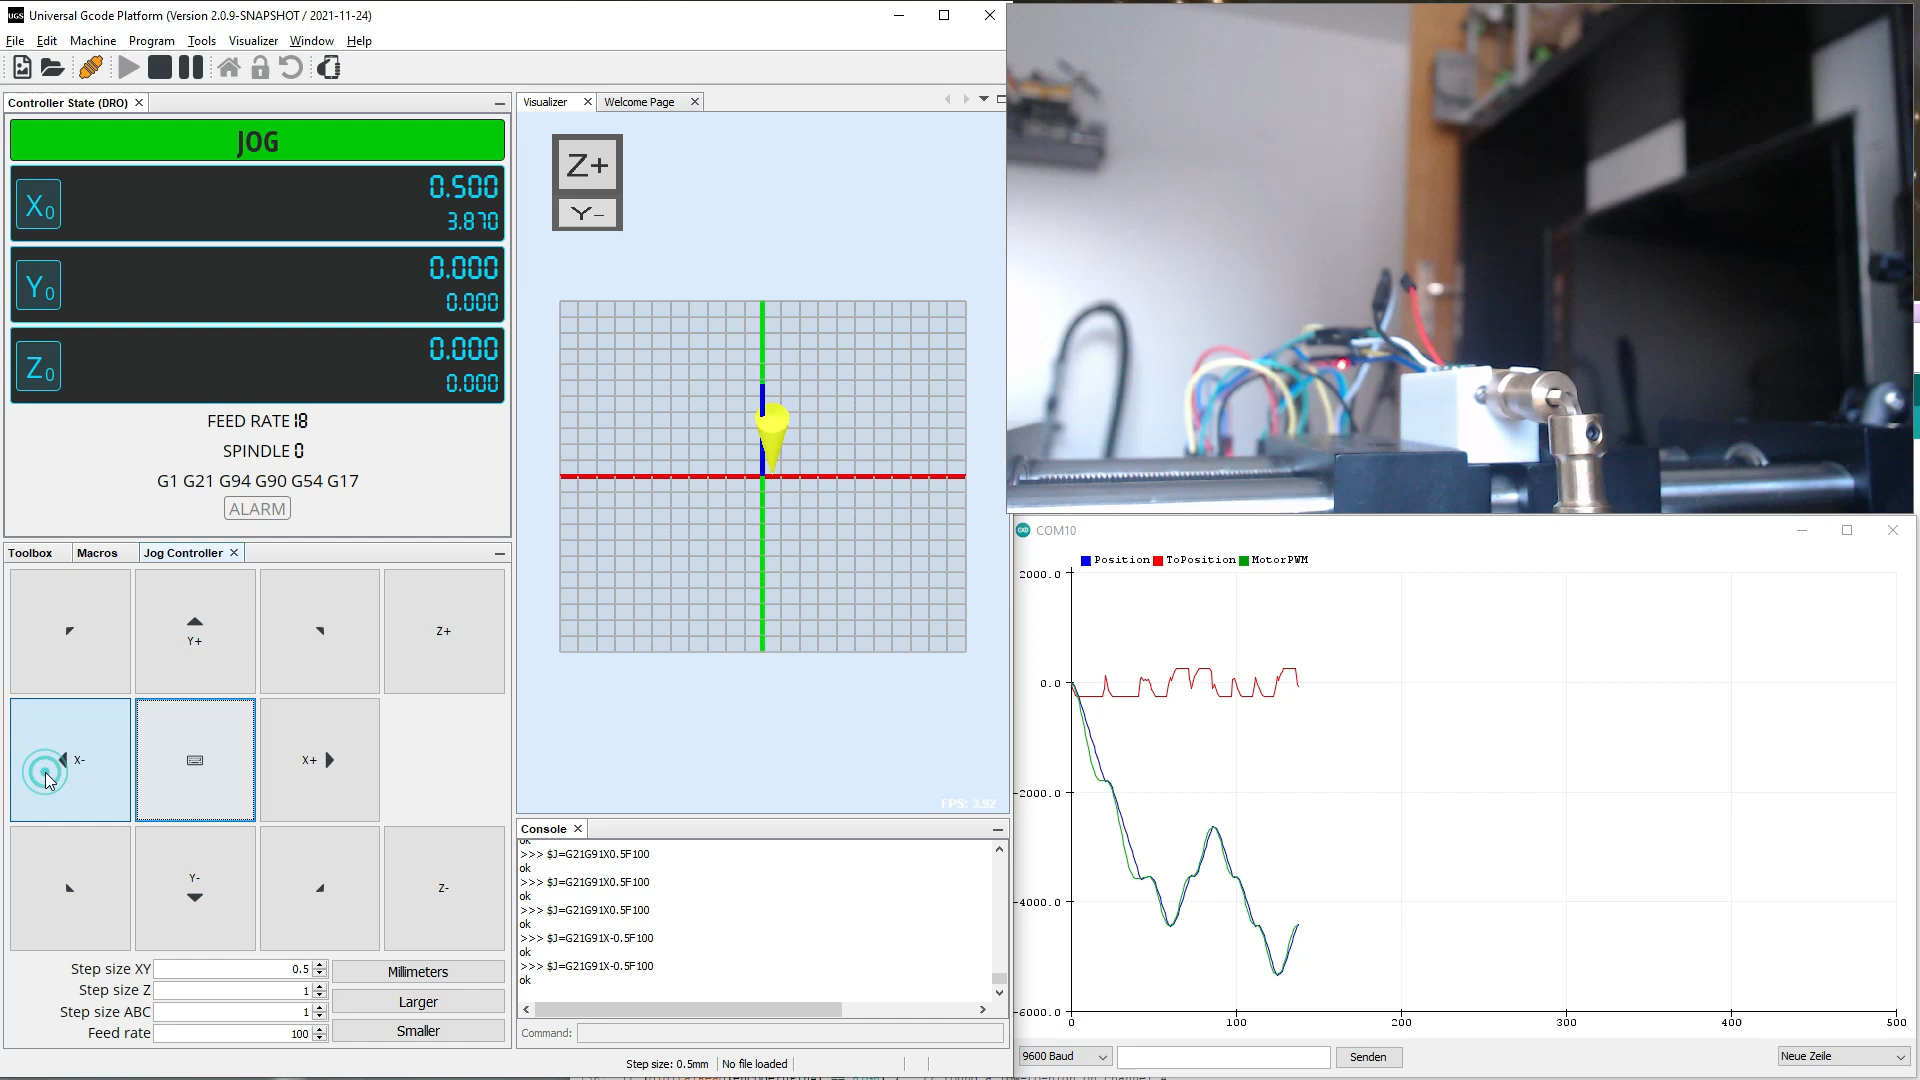 UGS Universal Gcode Platform (Version 2.0.9-SNAPSHOT / 2021-11-24)
File Edit Machine Program Tools Visualizer Window Help
Controller State (DRO)
JOG
X0 0.500
3.870
Y0 0.000
0.000
Z0 0.000
0.000
FEED RATE 18
SPINDLE 0
G1 G21 G94 G90 G54 G17
ALARM
Toolbox Macros Jog Controller
Y+
Z+
X-
X+
Y-
Z-
Step size XY 0.5
Step size Z 1
Step size ABC 1
Feed rate 100
Millimeters
Larger
Smaller
Visualizer Welcome Page
Z+
Y-
FPS: 3.92
Console
ok
>>> $J=G21G91X0.5F100
ok
>>> $J=G21G91X0.5F100
ok
>>> $J=G21G91X0.5F100
ok
>>> $J=G21G91X-0.5F100
ok
>>> $J=G21G91X-0.5F100
ok
Command:
Step size: 0.5mm No file loaded
COM10
Position ToPosition MotorPWM
2000.0
0.0
-2000.0
-4000.0
-6000.0
0 100 200 300 400 500
9600 Baud Senden Neue Zeile